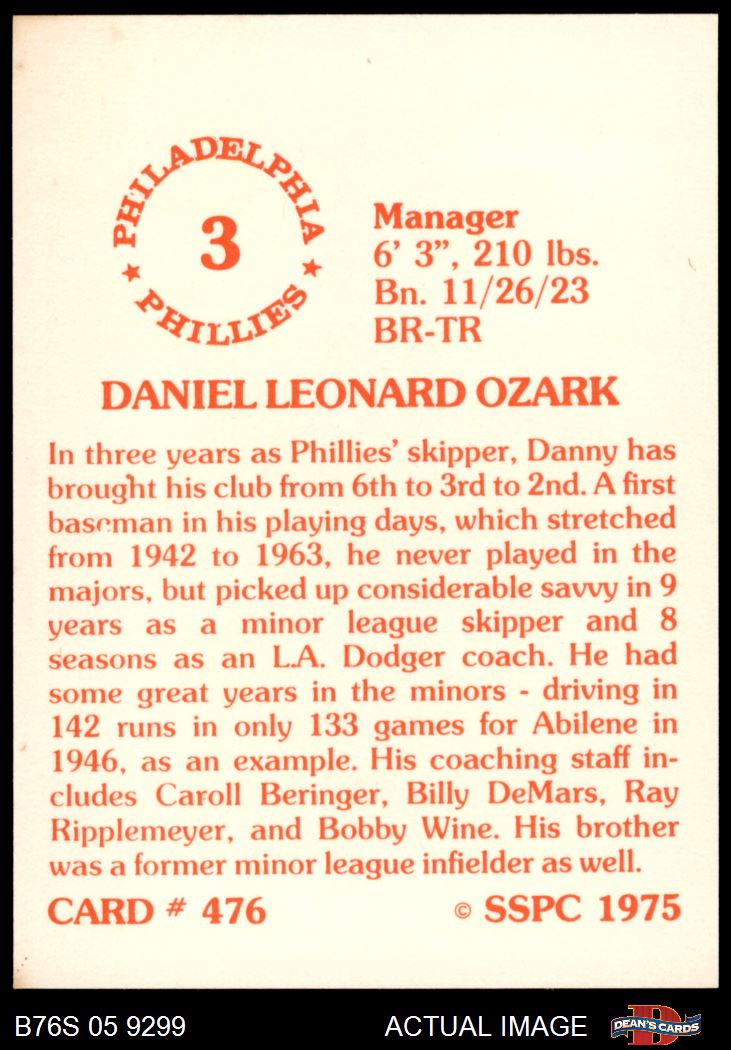 PHILADELPHIA
3
★ PHILLIES ★
Manager
6’ 3”, 210 lbs.
Bn. 11/26/23
BR-TR
DANIEL LEONARD OZARK
In three years as Phillies’ skipper, Danny has
brought his club from 6th to 3rd to 2nd. A first
baseman in his playing days, which stretched
from 1942 to 1963, he never played in the
majors, but picked up considerable savvy in 9
years as a minor league skipper and 8
seasons as an L.A. Dodger coach. He had
some great years in the minors - driving in
142 runs in only 133 games for Abilene in
1946, as an example. His coaching staff in-
cludes Caroll Beringer, Billy DeMars, Ray
Ripplemeyer, and Bobby Wine. His brother
was a former minor league infielder as well.
CARD # 476 © SSPC 1975
B76S 05 9299 ACTUAL IMAGE D DEAN'S CARDS